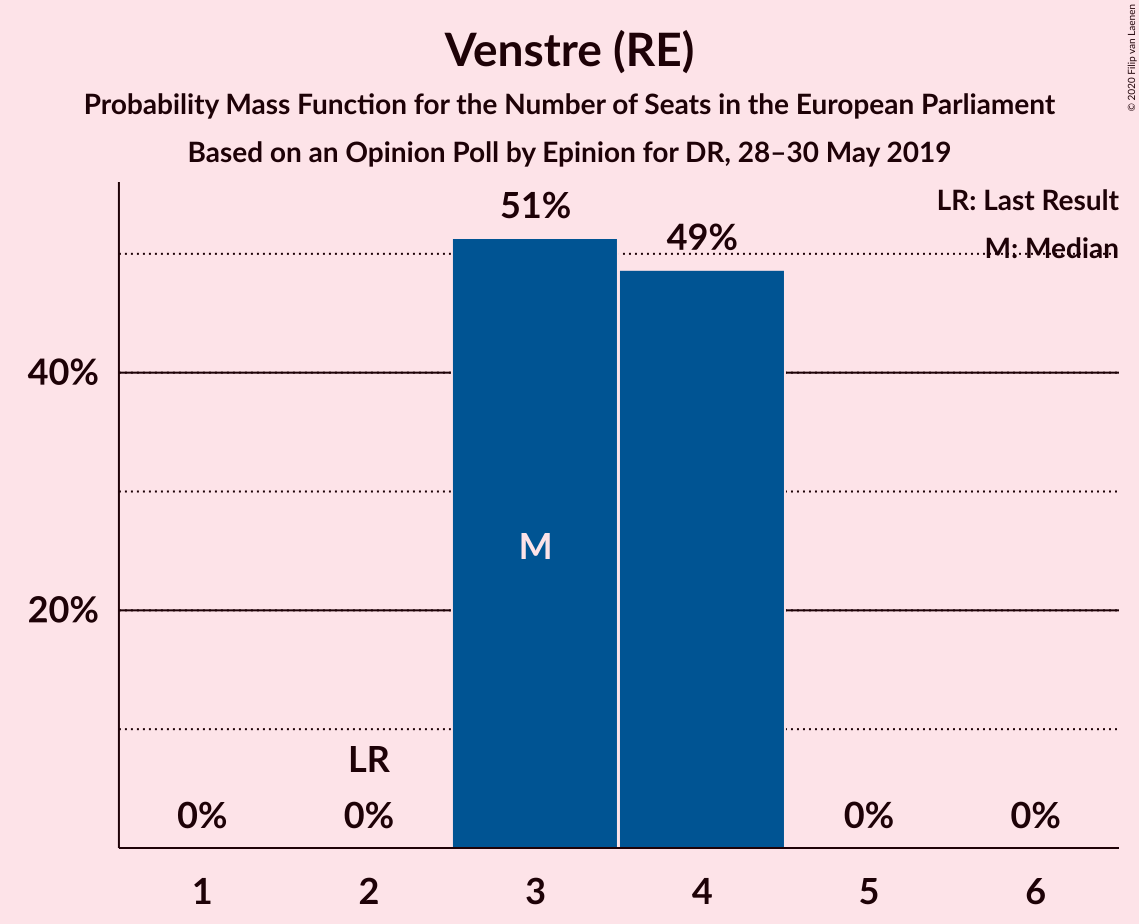 Venstre (RE)
Probability Mass Function for the Number of Seats in the European Parliament
Based on an Opinion Poll by Epinion for DR, 28–30 May 2019
© 2020 Filip van Laenen
LR: Last Result
M: Median
51%
49%
40%
20%
M
LR
0%
0%
0%
0%
1
2
3
4
5
6